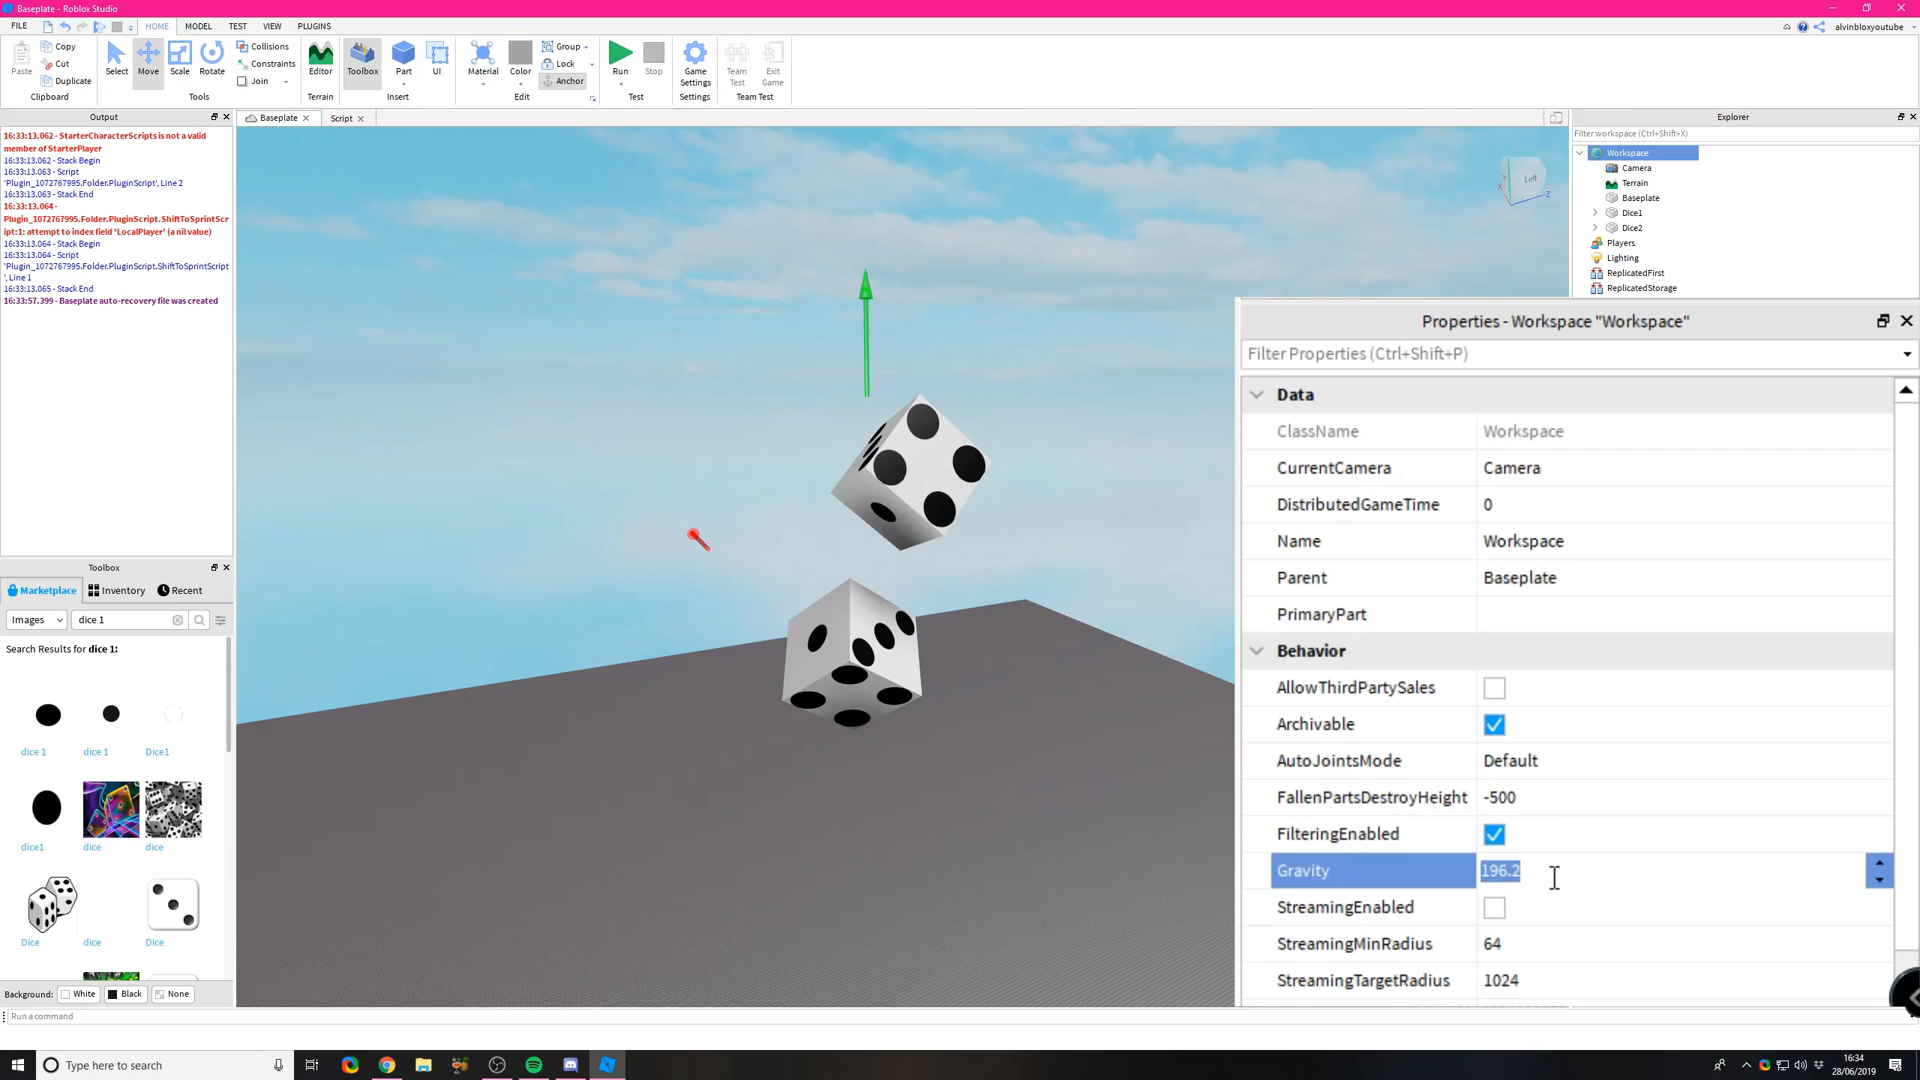 Baseplate - Roblox Studio
FILE
HOME
MODEL
TEST
VIEW
PLUGINS
alvinbloxyoutube
Paste
Copy
Cut
Duplicate
Clipboard
Select
Move
Scale
Rotate
Collisions
Constraints
Join
Tools
Editor
Terrain
Toolbox
Part
UI
Insert
Material
Color
Group
Lock
Anchor
Edit
Run
Stop
Test
Game
Settings
Settings
Team
Test
Exit
Game
Team Test
Output
16:33:13.062 - StarterCharacterScripts is not a valid
member of StarterPlayer
16:33:13.062 - Stack Begin
16:33:13.063 - Script
'Plugin_1072767995.Folder.PluginScript', Line 2
16:33:13.063 - Stack End
16:33:13.064 -
Plugin_1072767995.Folder.PluginScript.ShiftToSprintScr
ipt:1: attempt to index field 'LocalPlayer' (a nil value)
16:33:13.064 - Stack Begin
16:33:13.064 - Script
'Plugin_1072767995.Folder.PluginScript.ShiftToSprintScript
', Line 1
16:33:13.065 - Stack End
16:33:57.399 - Baseplate auto-recovery file was created
Baseplate
Script
Left
X
Y
Z
Explorer
Filter workspace (Ctrl+Shift+X)
Workspace
Camera
Terrain
Baseplate
Dice1
Dice2
Players
Lighting
ReplicatedFirst
ReplicatedStorage
Properties - Workspace "Workspace"
Filter Properties (Ctrl+Shift+P)
Data
ClassName Workspace
CurrentCamera Camera
DistributedGameTime 0
Name Workspace
Parent Baseplate
PrimaryPart
Behavior
AllowThirdPartySales
Archivable
AutoJointsMode Default
FallenPartsDestroyHeight -500
FilteringEnabled
Gravity 196.2
StreamingEnabled
StreamingMinRadius 64
StreamingTargetRadius 1024
Toolbox
Marketplace
Inventory
Recent
Images
dice 1
Search Results for dice 1:
dice 1
dice 1
Dice1
dice1
dice
dice
Dice
dice
Dice
Background:
White
Black
None
Run a command
Type here to search
16:34
28/06/2019